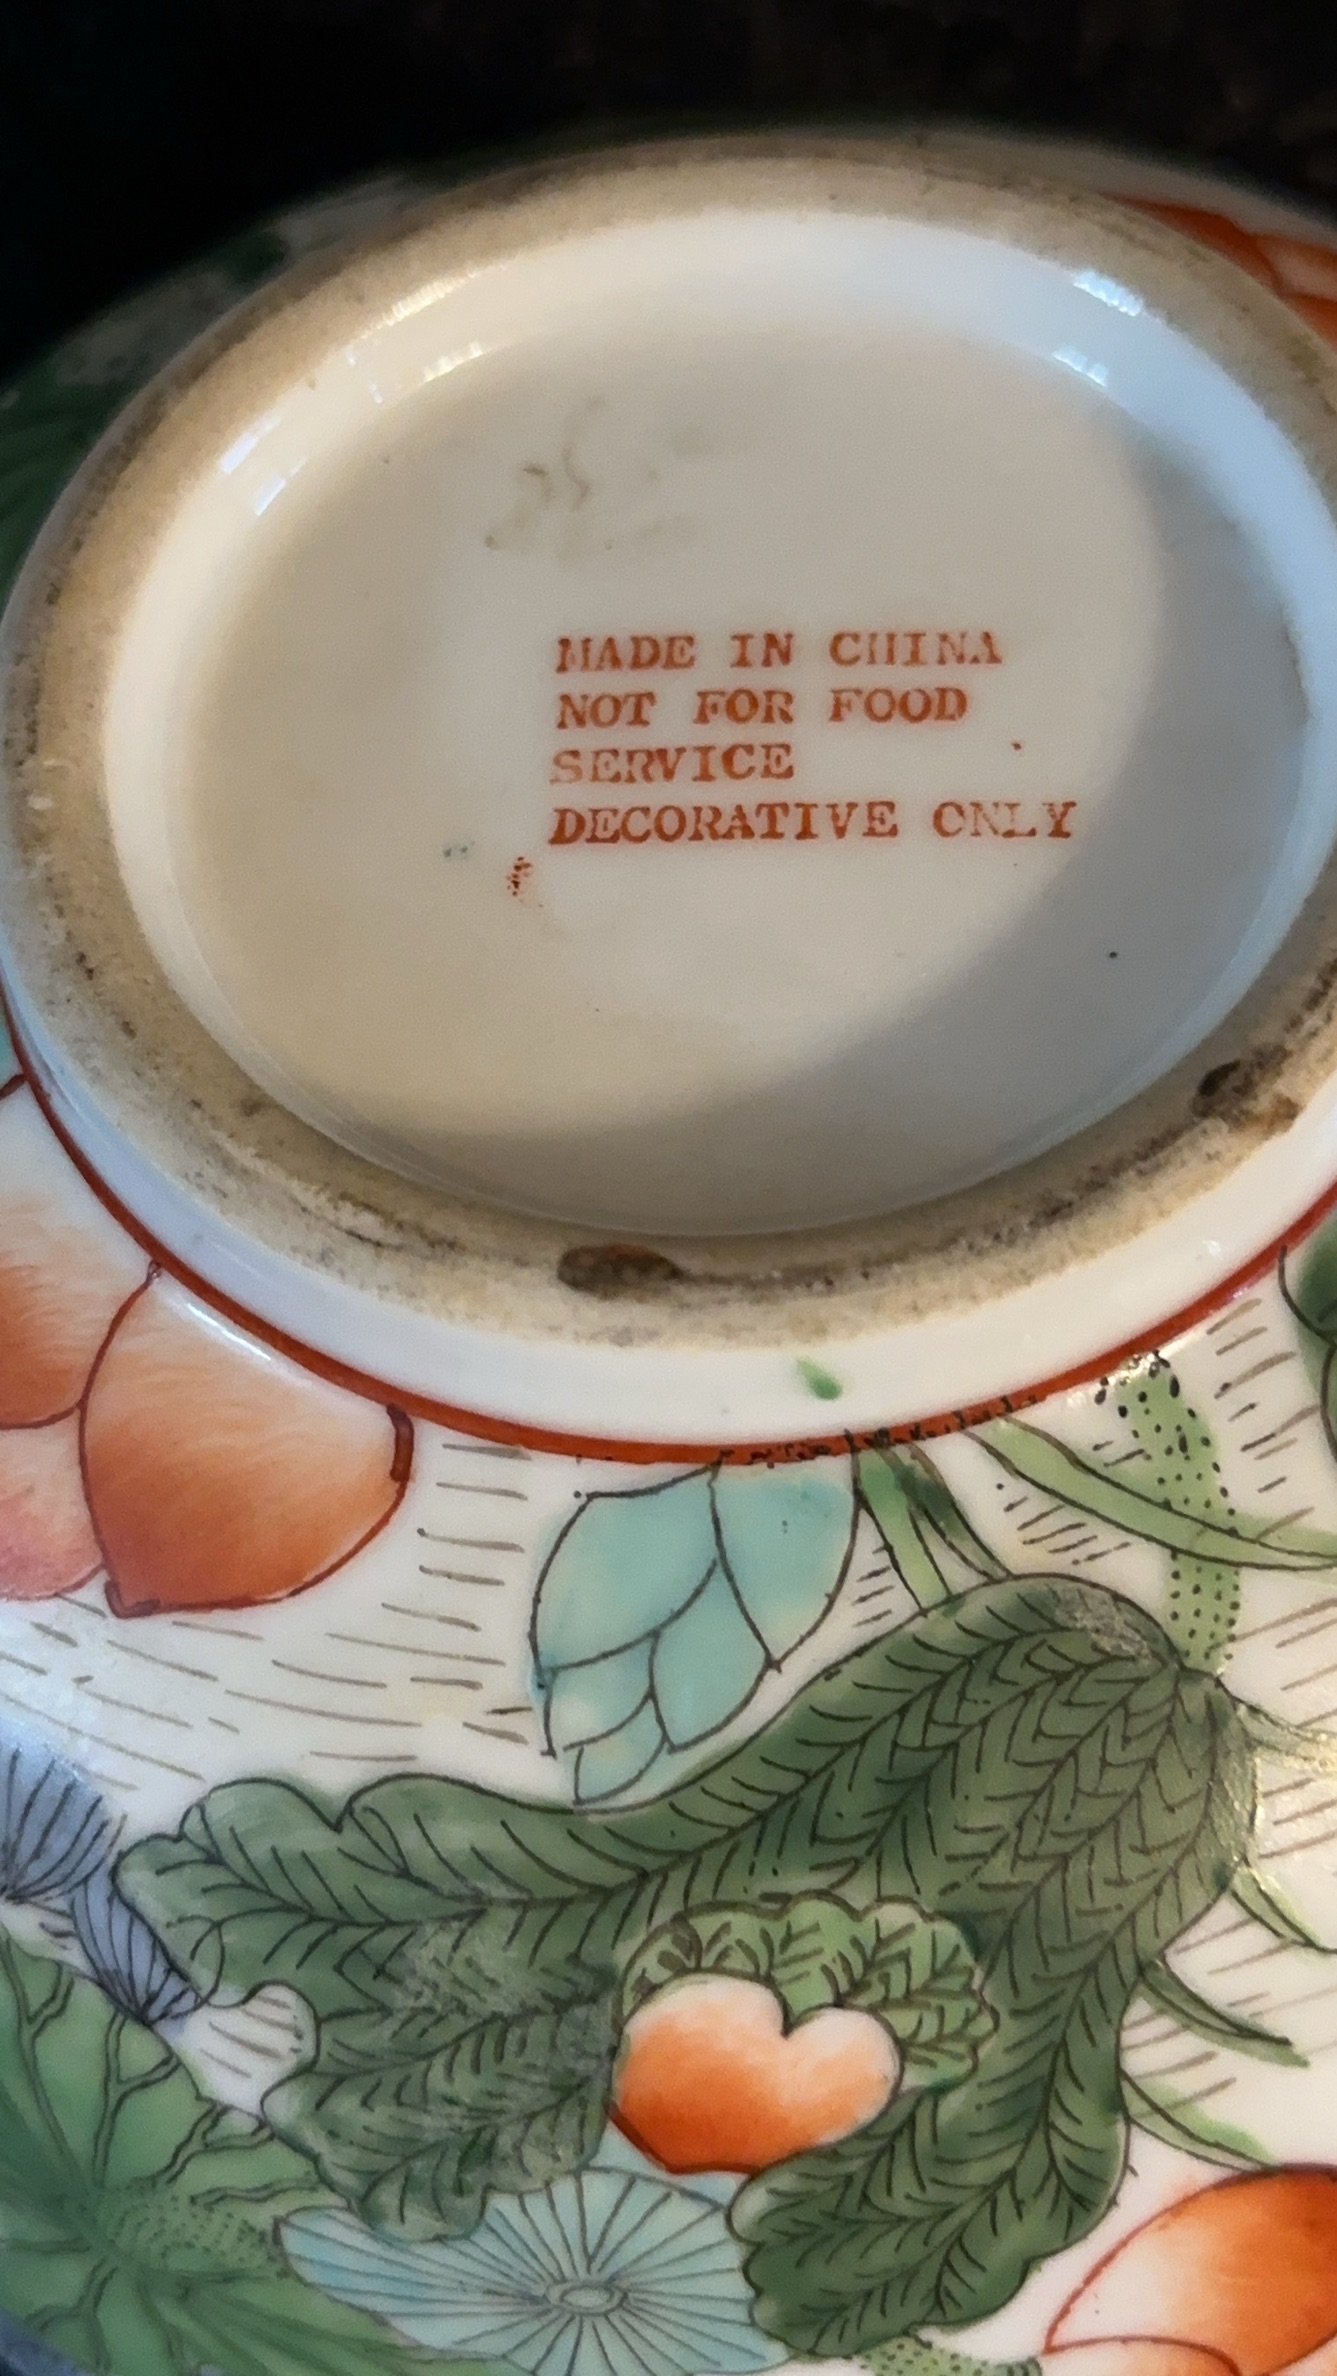 MADE IN CHINA
NOT FOR FOOD
SERVICE
DECORATIVE ONLY